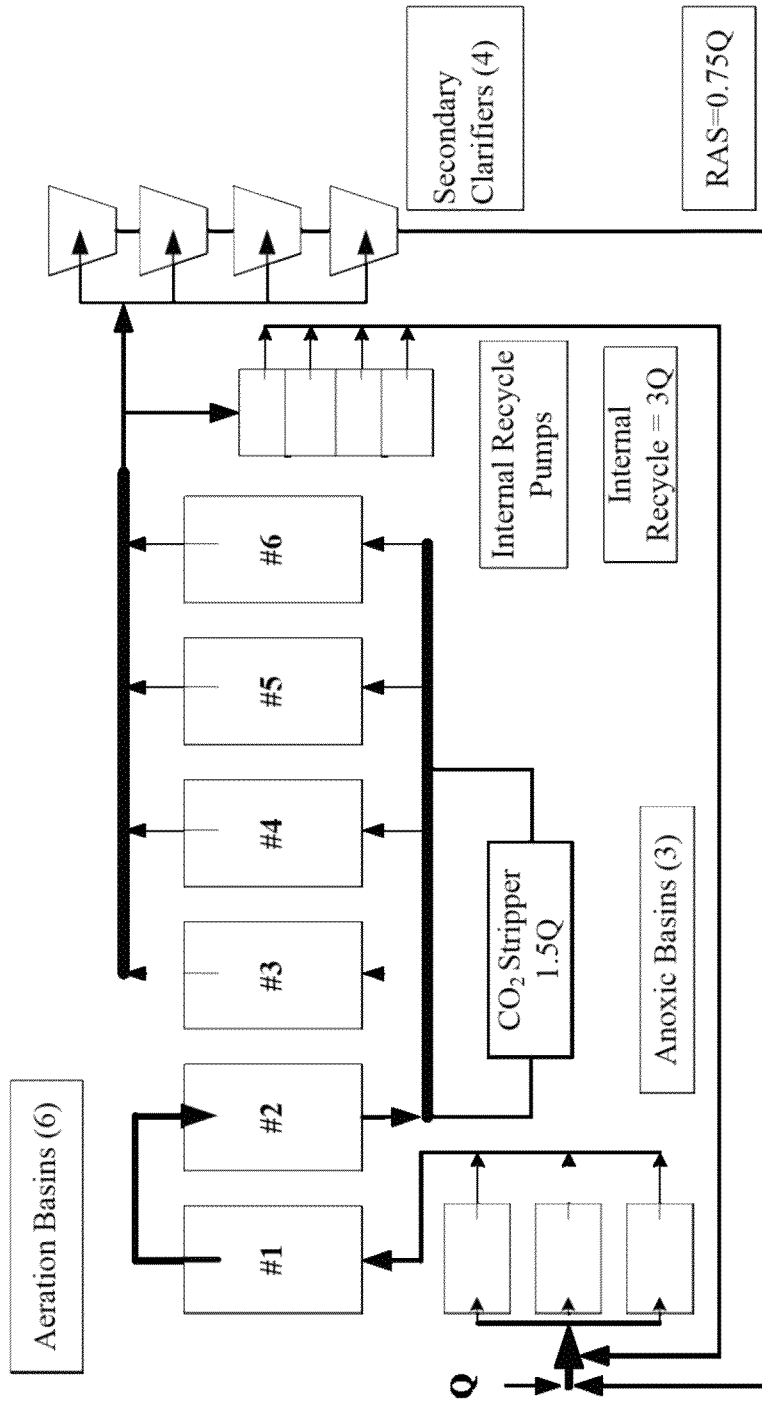 Aeration Basins (6)
#1
#2
#3
#4
#5
#6
Q
CO₂ Stripper
1.5Q
Anoxic Basins (3)
Internal Recycle
Pumps
Internal
Recycle = 3Q
Secondary
Clarifiers (4)
RAS=0.75Q